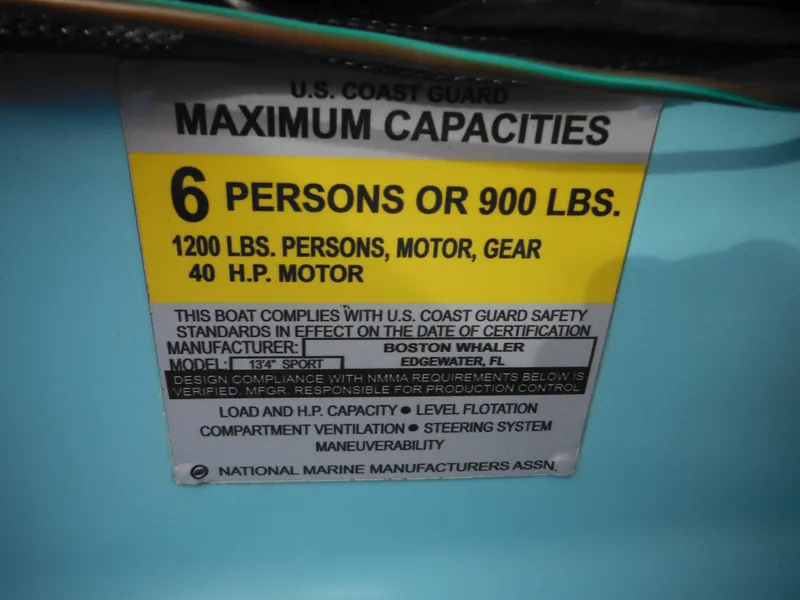 U.S. COAST GUARD
MAXIMUM CAPACITIES
6 PERSONS OR 900 LBS.
1200 LBS. PERSONS, MOTOR, GEAR
40 H.P. MOTOR
THIS BOAT COMPLIES WITH U.S. COAST GUARD SAFETY
STANDARDS IN EFFECT ON THE DATE OF CERTIFICATION
MANUFACTURER: BOSTON WHALER
MODEL: 13'4" SPORT EDGEWATER, FL
DESIGN COMPLIANCE WITH NMMA REQUIREMENTS BELOW IS
VERIFIED. MFGR. RESPONSIBLE FOR PRODUCTION CONTROL
LOAD AND H.P. CAPACITY ● LEVEL FLOTATION
COMPARTMENT VENTILATION ● STEERING SYSTEM
MANEUVERABILITY
NATIONAL MARINE MANUFACTURERS ASSN.